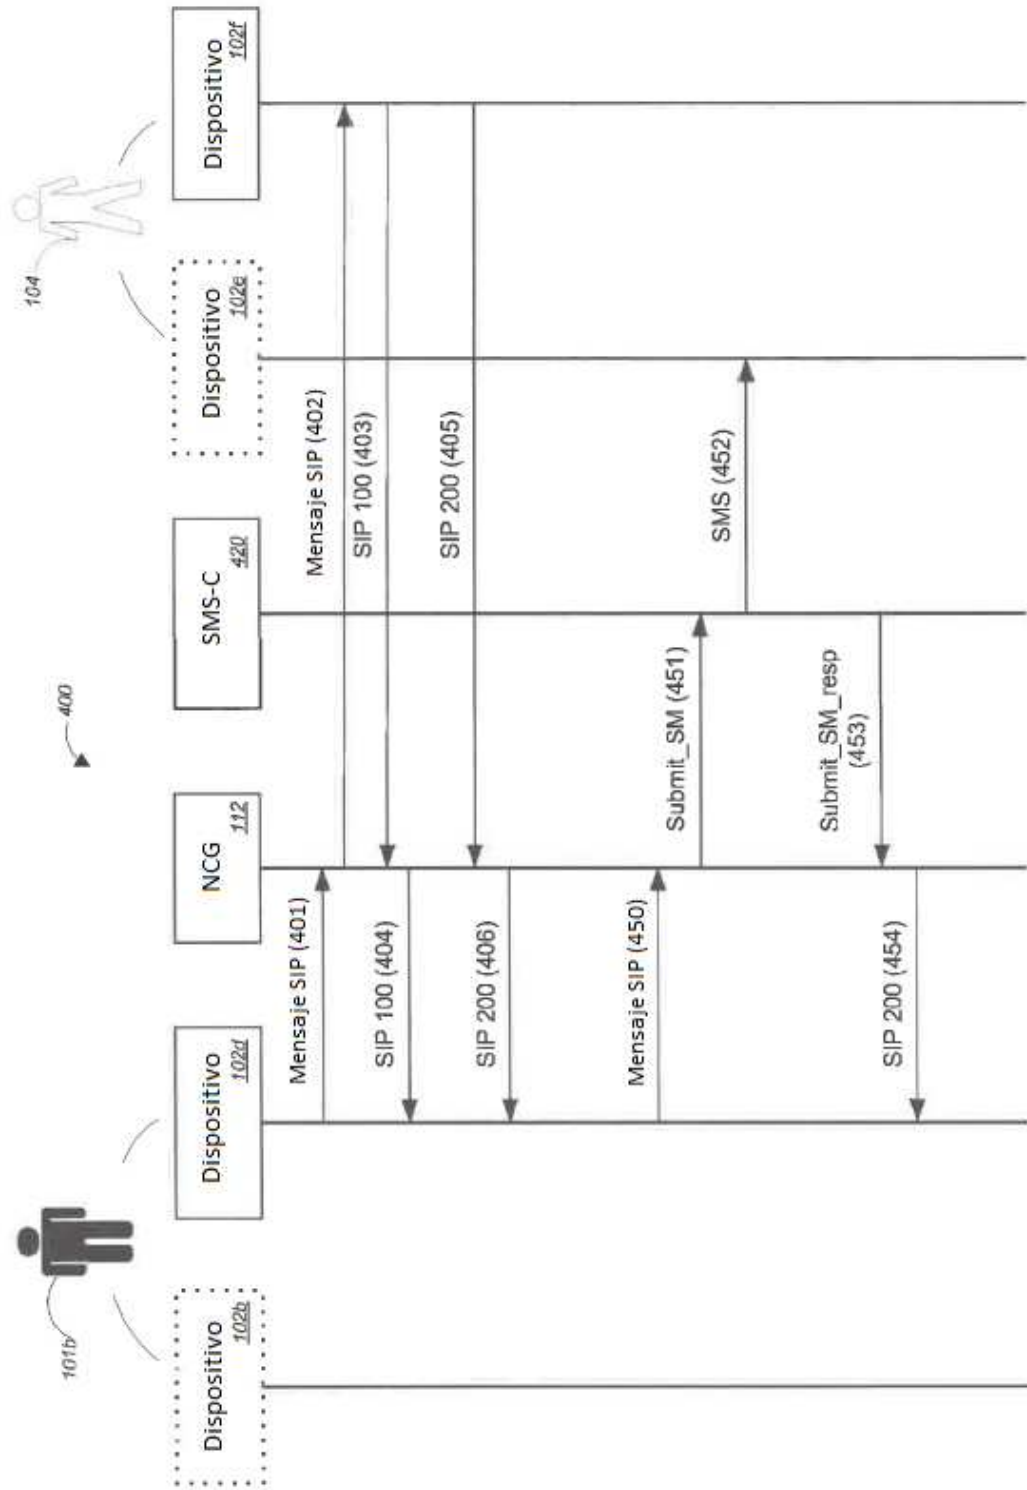 400
101b
104
Dispositivo
102b
Dispositivo
102d
NCG
112
SMS-C
420
Dispositivo
102e
Dispositivo
102f
Mensaje SIP (401)
Mensaje SIP (402)
SIP 100 (403)
SIP 100 (404)
SIP 200 (405)
SIP 200 (406)
Mensaje SIP (450)
Submit_SM (451)
SMS (452)
Submit_SM_resp
(453)
SIP 200 (454)